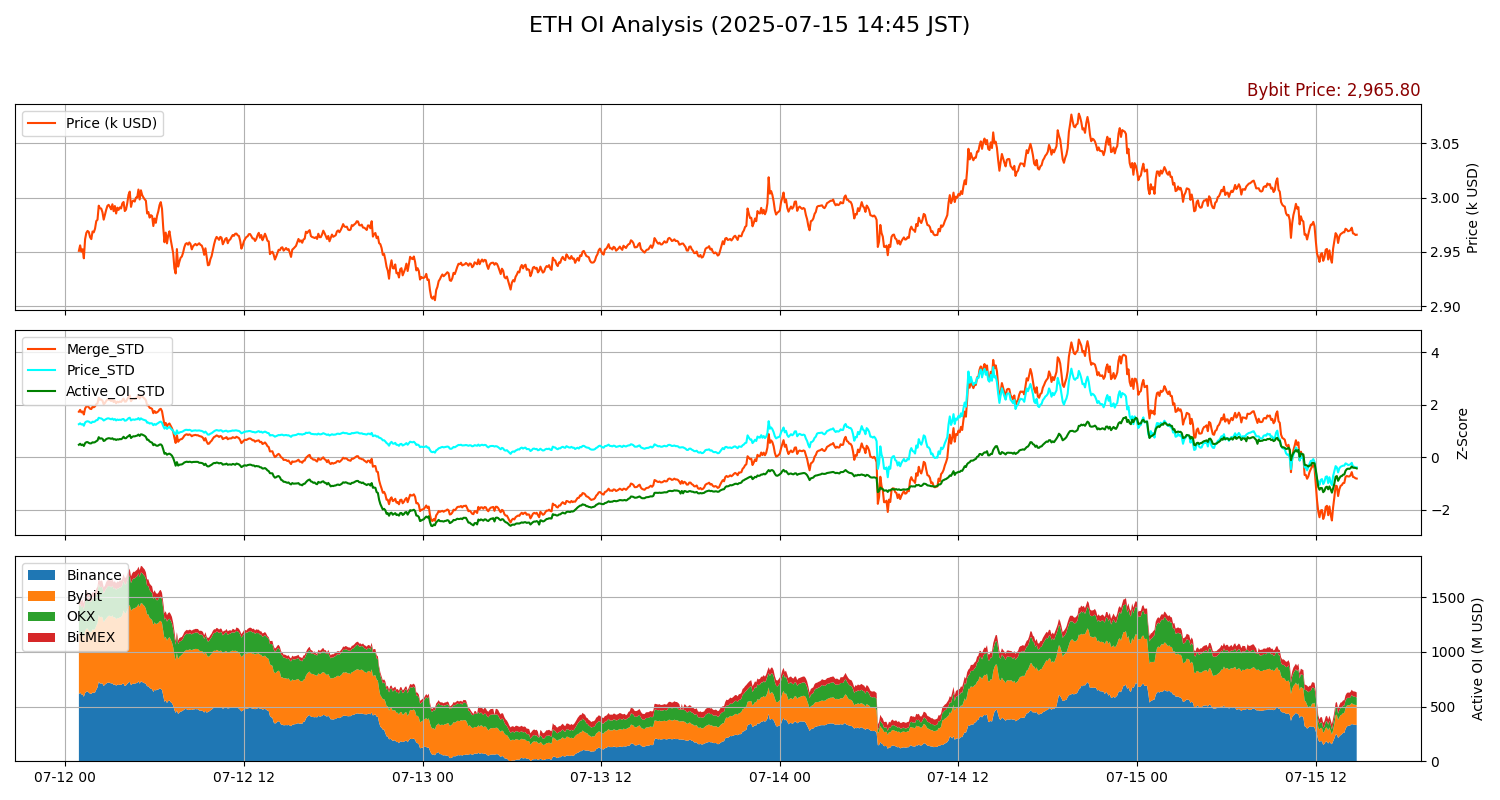 ETH OI Analysis (2025-07-15 14:45 JST)
Bybit Price: 2,965.80
Price (k USD)
3.05
3.00
2.95
2.90
Price (k USD)
Merge_STD
Price_STD
Active_OI_STD
4
2
0
−2
Z-Score
Binance
Bybit
OKX
BitMEX
1500
1000
500
0
Active OI (M USD)
07-12 00
07-12 12
07-13 00
07-13 12
07-14 00
07-14 12
07-15 00
07-15 12